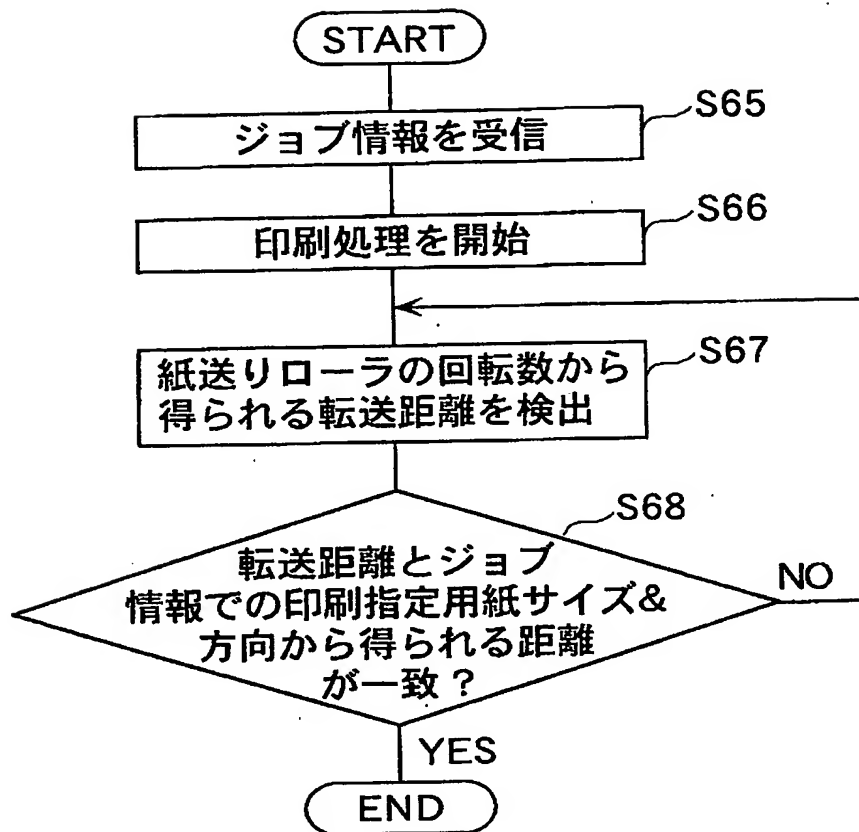 START
S65
ジョブ情報を受信
S66
印刷処理を開始
S67
紙送りローラの回転数から
得られる転送距離を検出
S68
転送距離とジョブ
情報での印刷指定用紙サイズ&
方向から得られる距離
が一致?
NO
YES
END